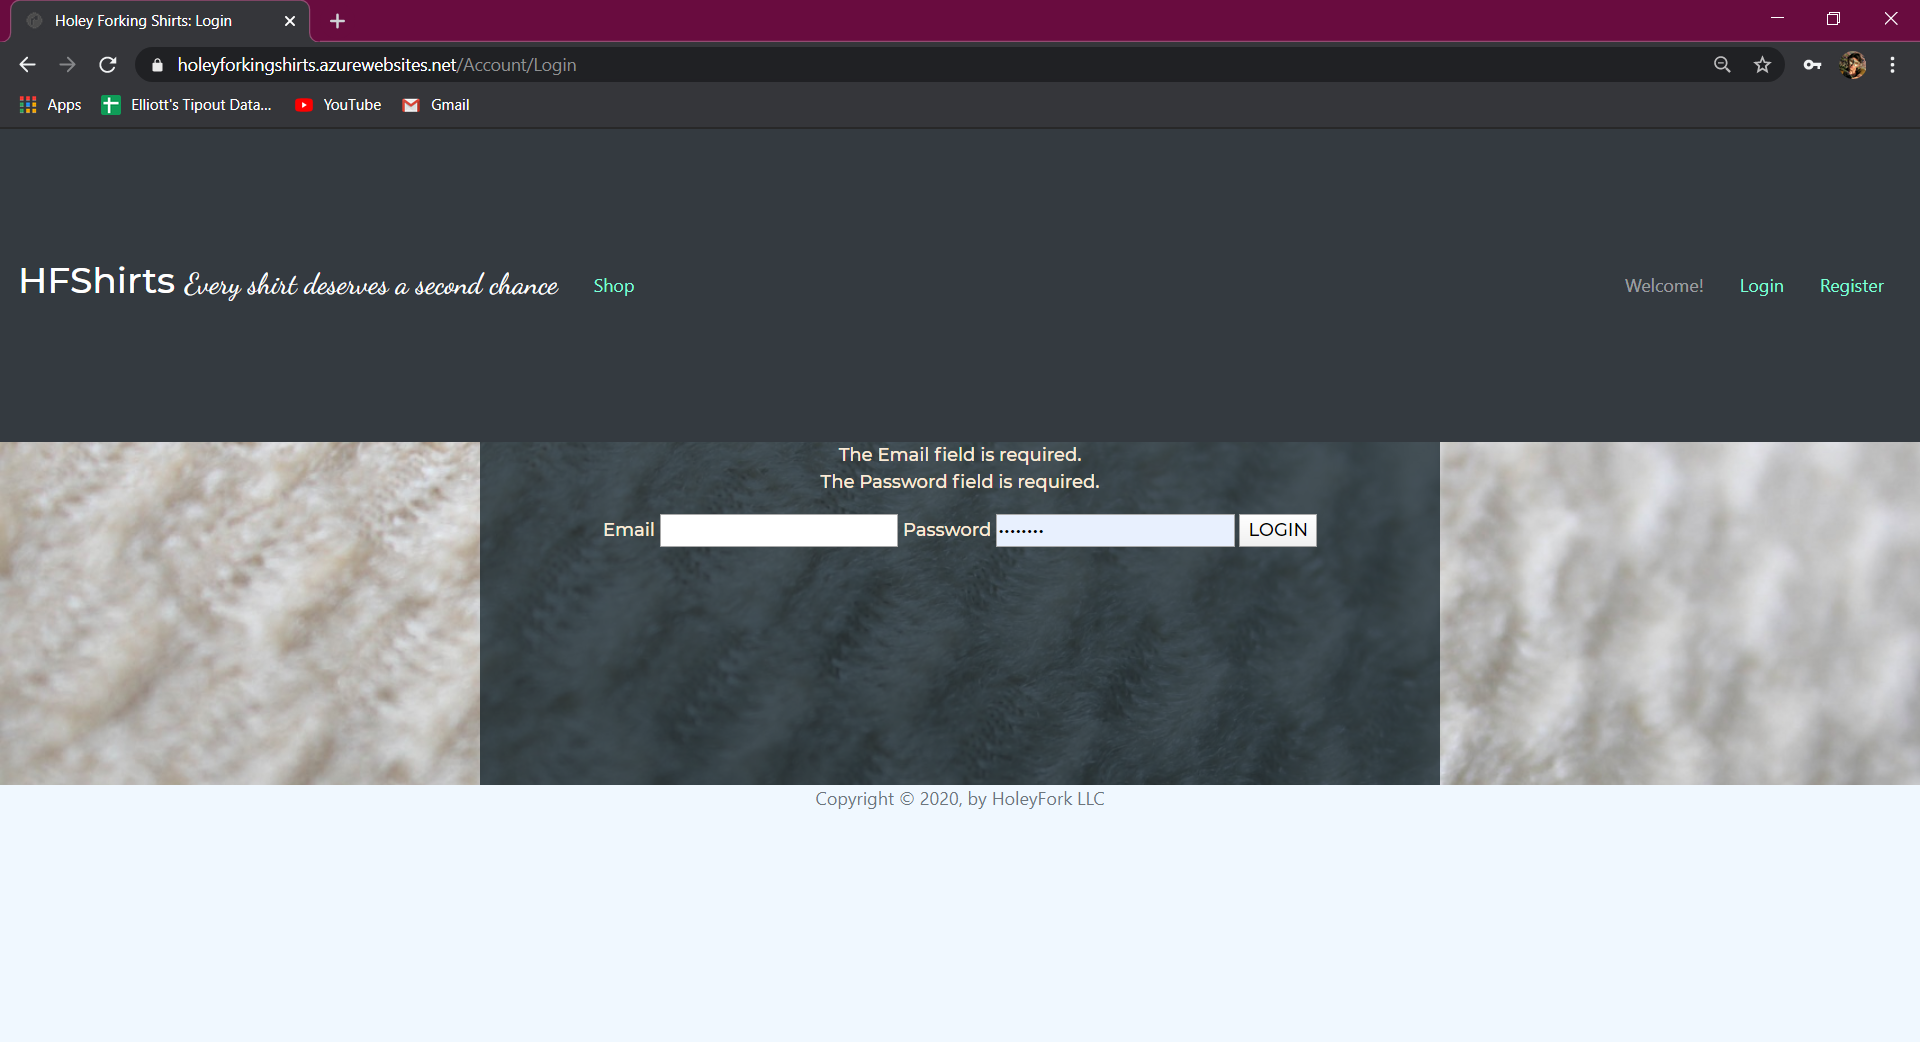 Holey Forking Shirts: Login
holeyforkingshirts.azurewebsites.net/Account/Login
Apps Elliott's Tipout Data... YouTube Gmail
HFShirts Every shirt deserves a second chance Shop Welcome! Login Register
The Email field is required.
The Password field is required.
Email Password •••••••• LOGIN
Copyright © 2020, by HoleyFork LLC